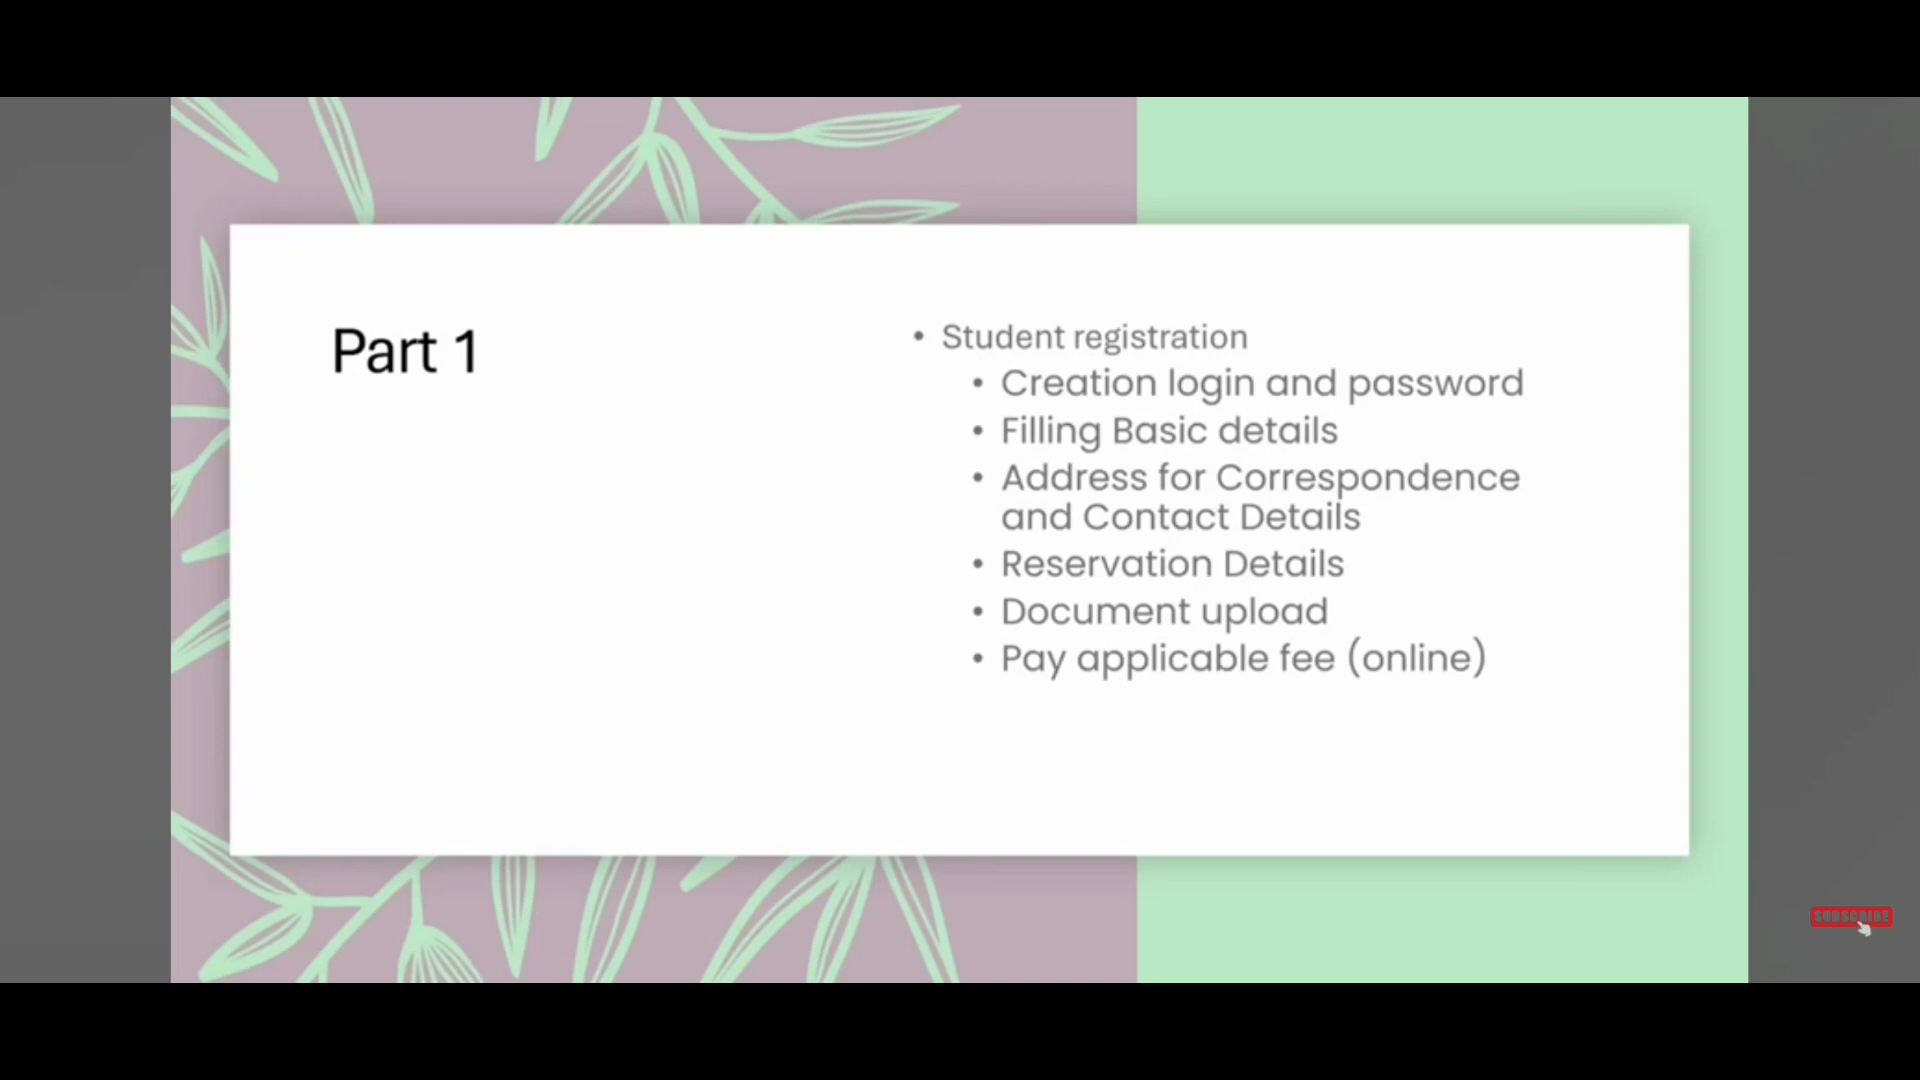 Part 1
• Student registration
• Creation login and password
• Filling Basic details
• Address for Correspondence
and Contact Details
• Reservation Details
• Document upload
• Pay applicable fee (online)
SUBSCRIBE